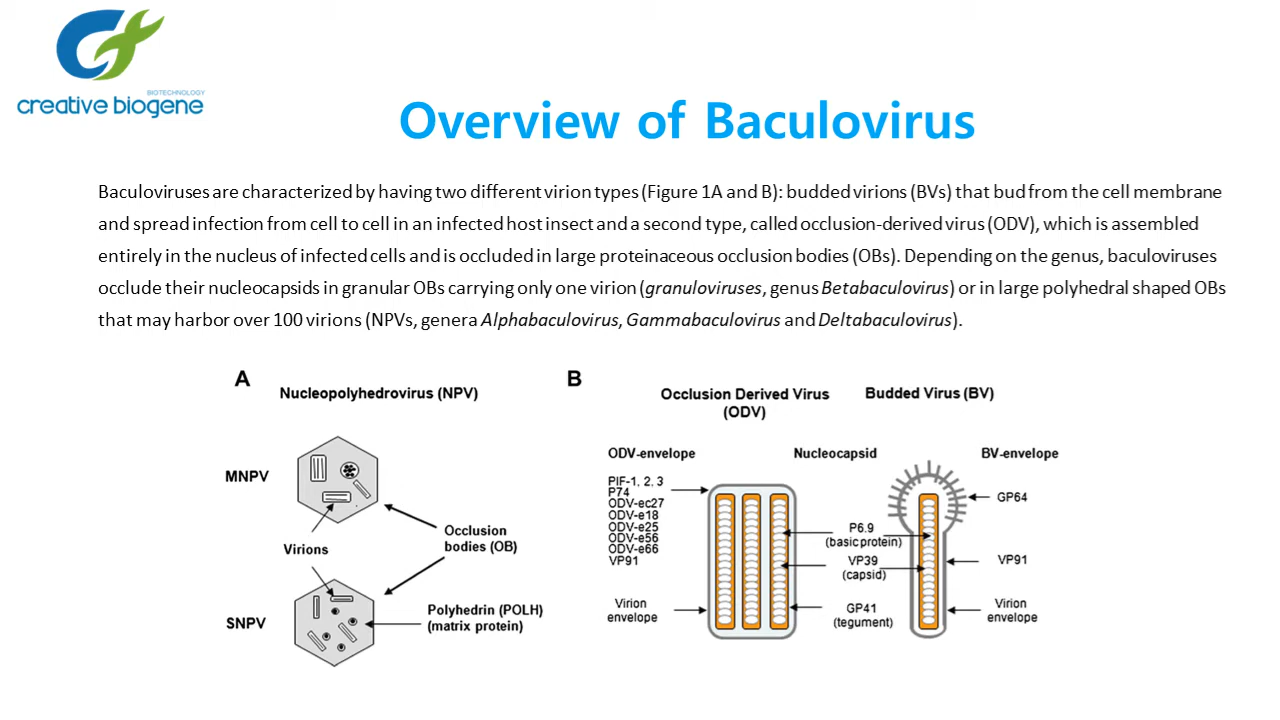 BIOTECHNOLOGY
creative biogene
Overview of Baculovirus
Baculoviruses are characterized by having two different virion types (Figure 1A and B): budded virions (BVs) that bud from the cell membrane
and spread infection from cell to cell in an infected host insect and a second type, called occlusion-derived virus (ODV), which is assembled
entirely in the nucleus of infected cells and is occluded in large proteinaceous occlusion bodies (OBs). Depending on the genus, baculoviruses
occlude their nucleocapsids in granular OBs carrying only one virion (granuloviruses, genus Betabaculovirus) or in large polyhedral shaped OBs
that may harbor over 100 virions (NPVs, genera Alphabaculovirus, Gammabaculovirus and Deltabaculovirus).
A
Nucleopolyhedrovirus (NPV)
MNPV
Virions
Occlusion
bodies (OB)
SNPV
Polyhedrin (POLH)
(matrix protein)
B
Occlusion Derived Virus
(ODV)
Budded Virus (BV)
ODV-envelope
Nucleocapsid
BV-envelope
PIF-1, 2, 3
P74
ODV-ec27
ODV-e18
ODV-e25
ODV-e56
ODV-e66
VP91
Virion
envelope
P6.9
(basic protein)
VP39
(capsid)
GP41
(tegument)
GP64
VP91
Virion
envelope